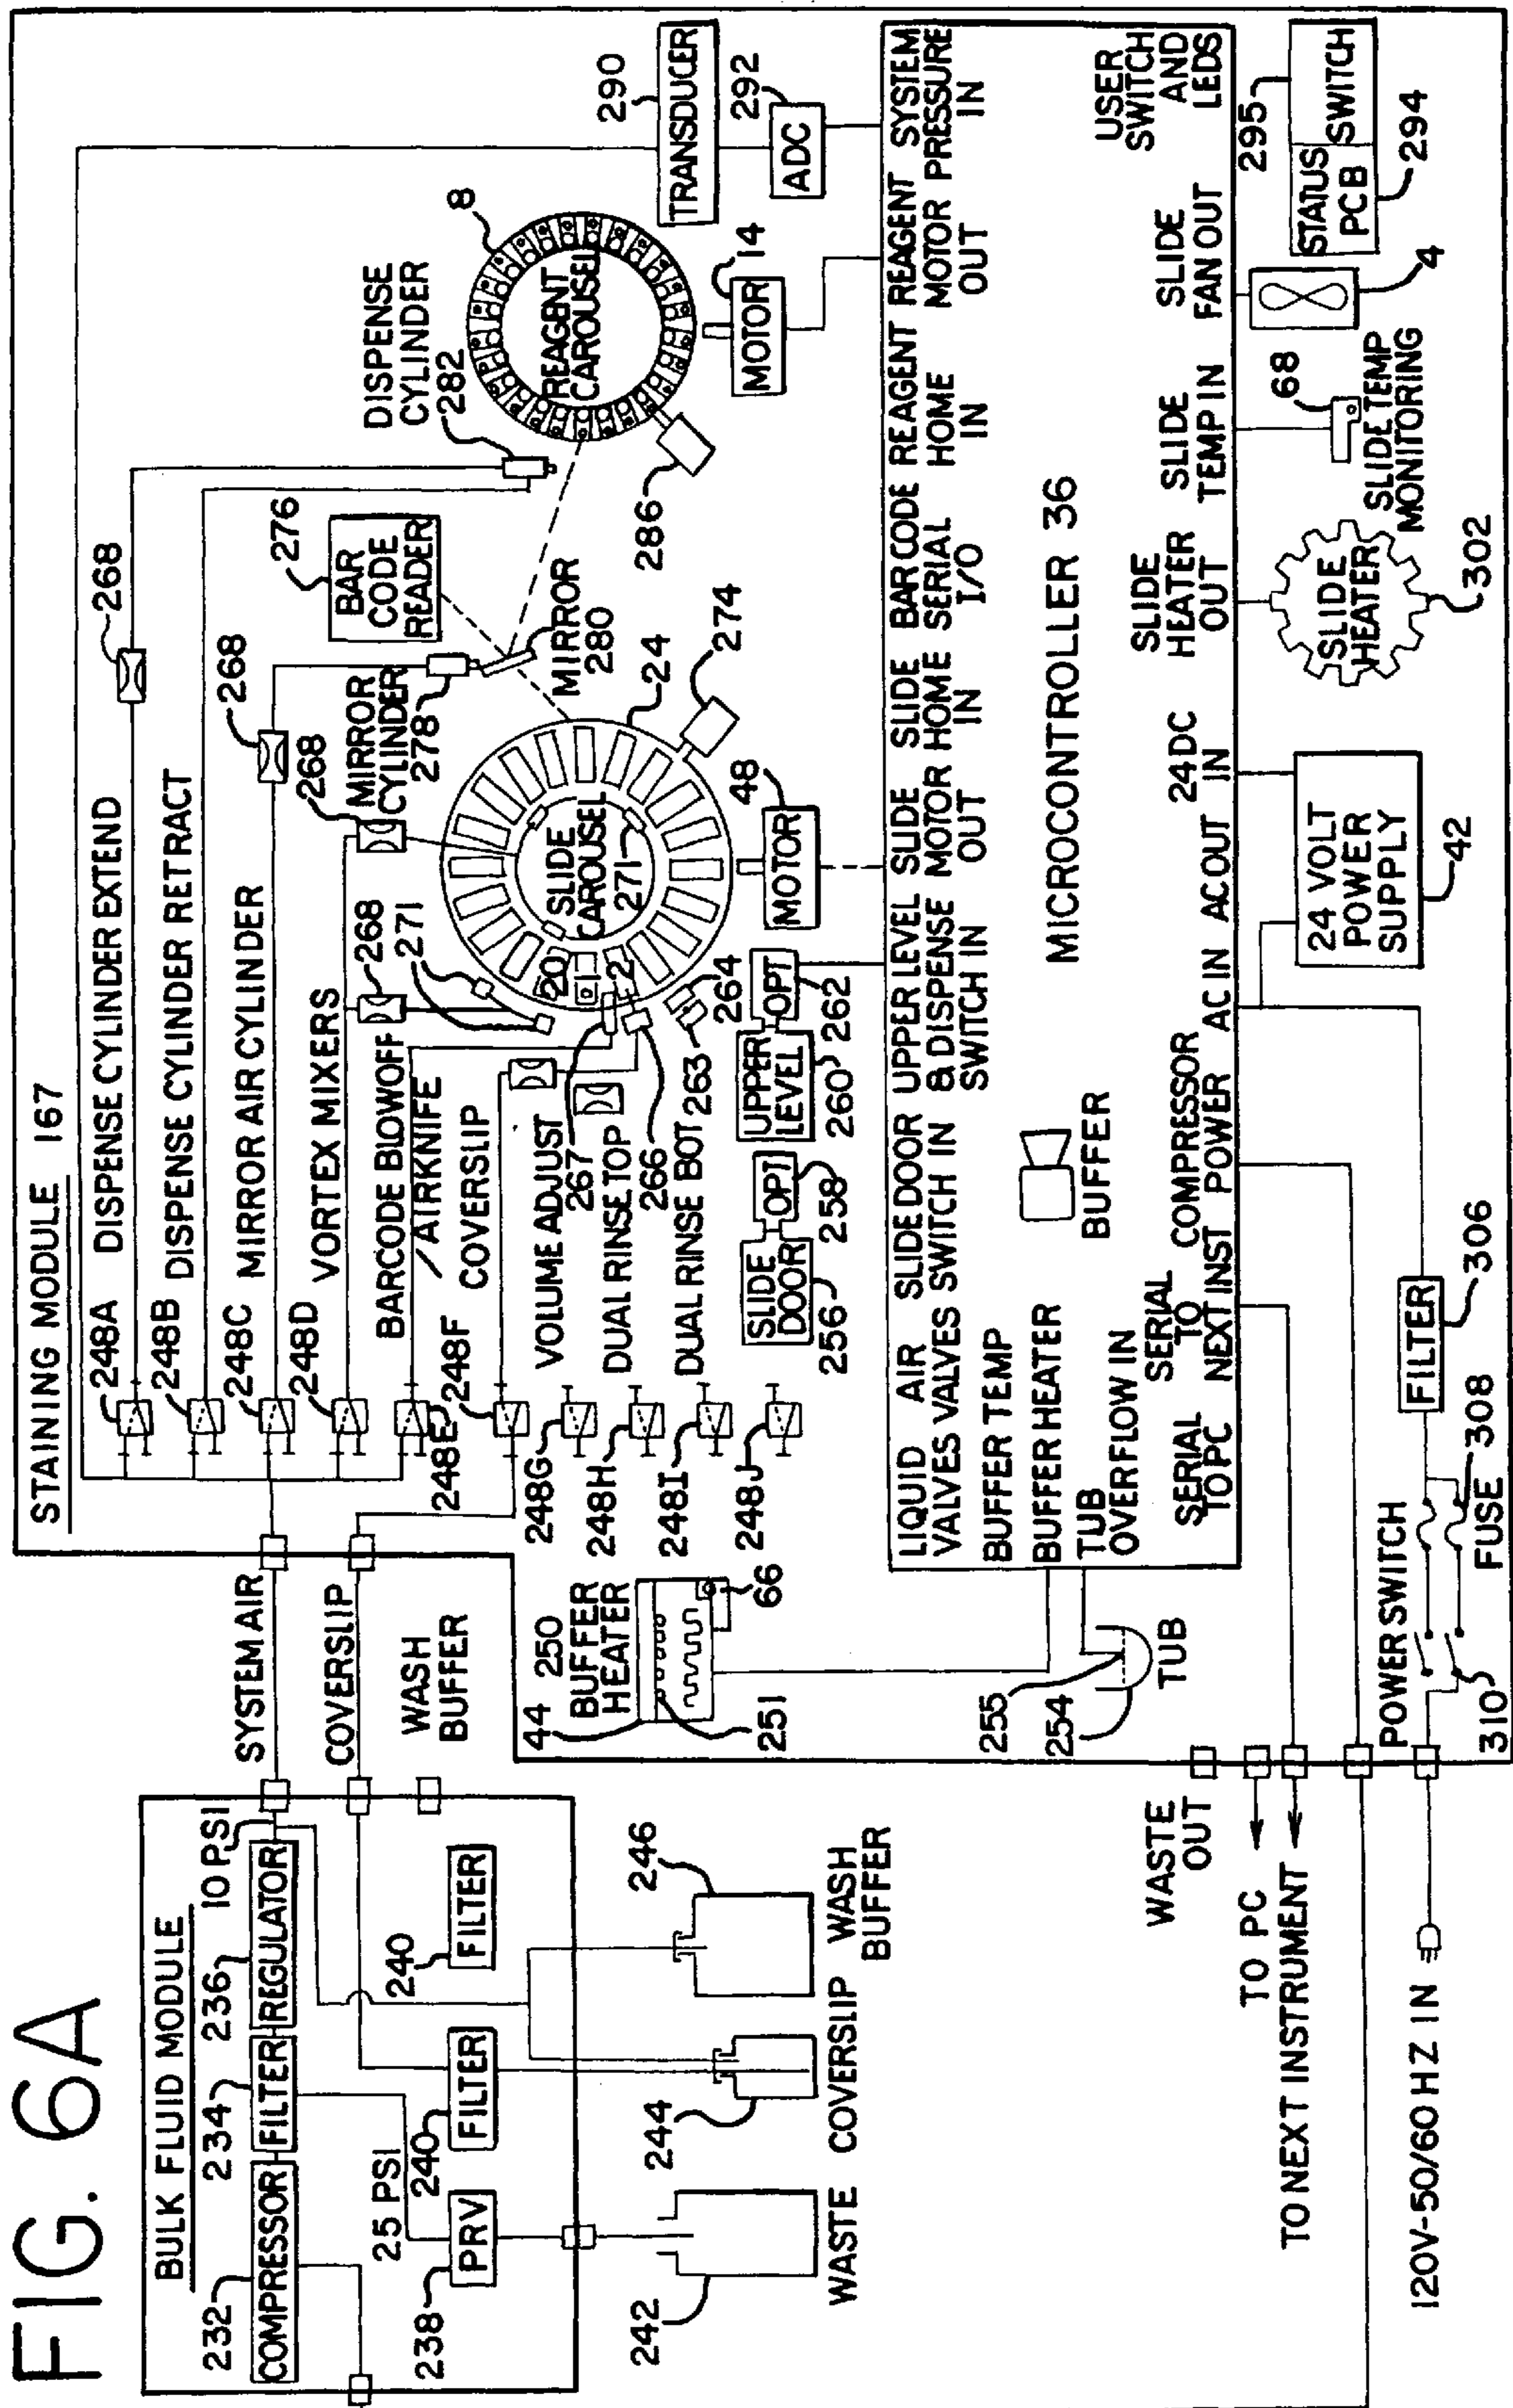 FIG. 6A
BULK FLUID MODULE
232
234
236
10 PSI
COMPRESSOR
FILTER
REGULATOR
25 PSI
240
240
238
PRV
FILTER
FILTER
242
244
246
WASTE
COVERSLIP
WASH
BUFFER
SYSTEM AIR
COVERSLIP
WASH
BUFFER
STAINING MODULE 167
248A
DISPENSE CYLINDER EXTEND
248B
DISPENSE CYLINDER RETRACT
248C
MIRROR AIR CYLINDER
248D
VORTEX MIXERS
248E
BARCODE BLOWOFF
/AIRKNIFE
248F
COVERSLIP
248G
VOLUME ADJUST
248H
DUAL RINSE TOP
248I
DUAL RINSE BOT
248J
268
268
268
268
271
267
266
263
264
20
1
2
SLIDE
CAROUSEL
271
24
274
MIRROR
CYLINDER
278
MIRROR
280
276
BAR
CODE
READER
DISPENSE
CYLINDER
282
8
REAGENT
CAROUSEL
286
290
TRANSDUCER
292
ADC
14
MOTOR
48
MOTOR
SLIDE
DOOR
OPT
256
258
UPPER
LEVEL
OPT
260
262
44
250
BUFFER
HEATER
251
66
255
254
TUB
LIQUID
VALVES
AIR
VALVES
SLIDE DOOR
SWITCH IN
UPPER LEVEL
& DISPENSE
SWITCH IN
SLIDE
MOTOR
OUT
SLIDE
HOME
IN
BAR CODE
SERIAL
I/O
REAGENT
HOME
IN
REAGENT
MOTOR
OUT
SYSTEM
PRESSURE
IN
BUFFER TEMP
BUFFER HEATER
TUB
OVERFLOW IN
BUFFER
MICROCONTROLLER 36
USER
SWITCH
AND
LEDS
SERIAL
TO PC
SERIAL
TO
NEXT INST
COMPRESSOR
POWER
AC IN
AC OUT
24DC
IN
SLIDE
HEATER
OUT
SLIDE
TEMP IN
SLIDE
FAN OUT
24 VOLT
POWER
SUPPLY
42
SLIDE
HEATER
302
68
SLIDE TEMP
MONITORING
4
295
STATUS
PCB
SWITCH
294
FILTER
306
308
FUSE
POWER SWITCH
310
WASTE
OUT
TO PC
TO NEXT INSTRUMENT
120V-50/60 HZ IN